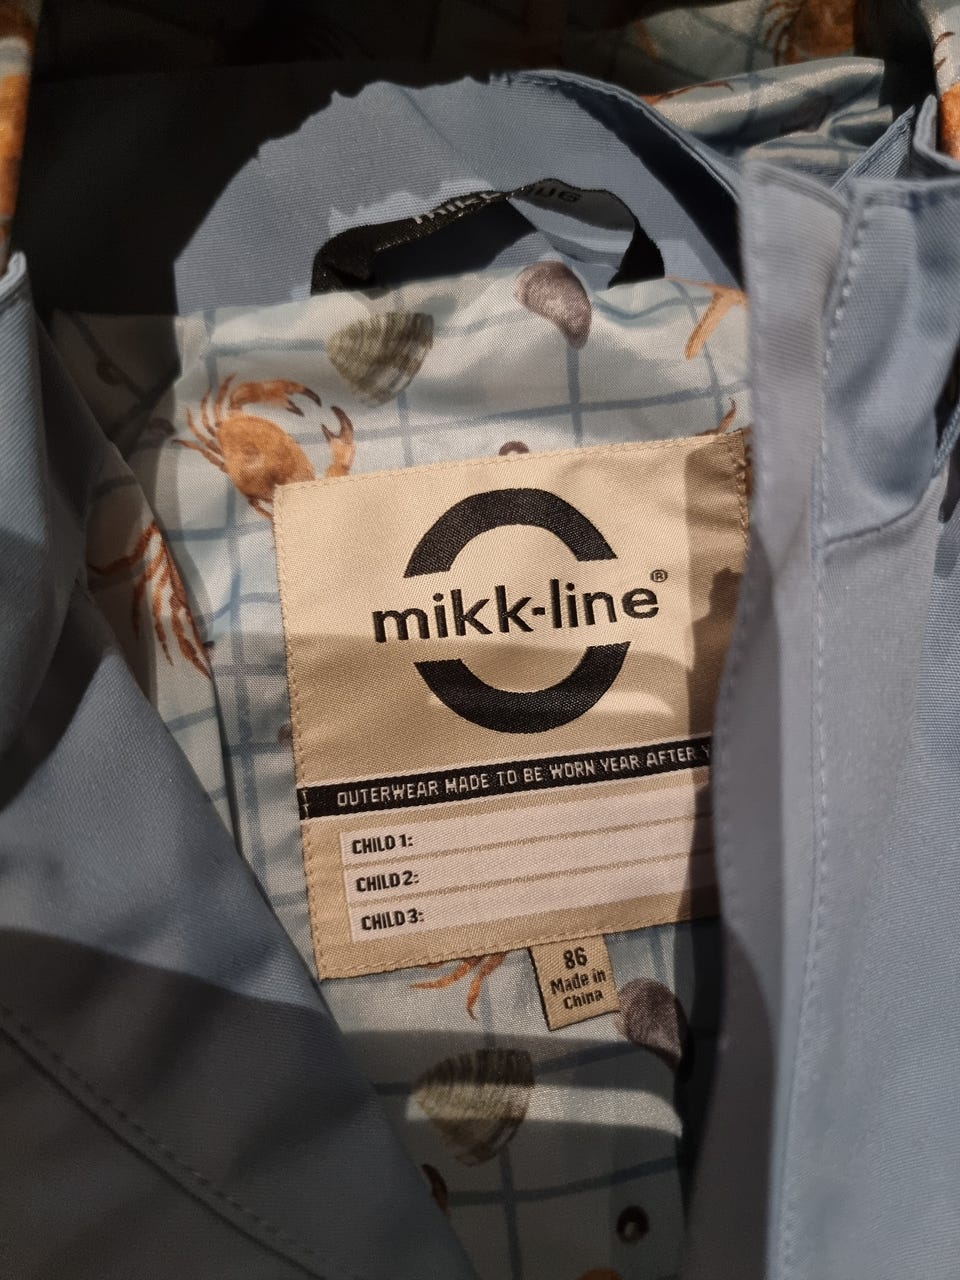 mikk-line®
OUTERWEAR MADE TO BE WORN YEAR AFTER
CHILD 1:
CHILD 2:
CHILD 3:
86
Made in
China